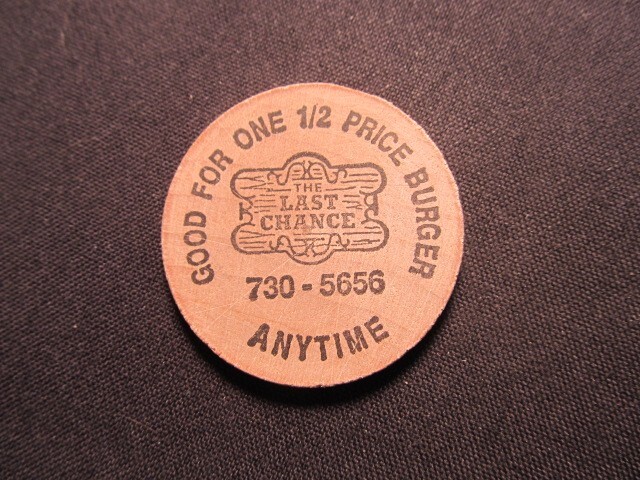 GOOD FOR ONE 1/2 PRICE BURGER
THE
LAST
CHANCE
730-5656
ANYTIME